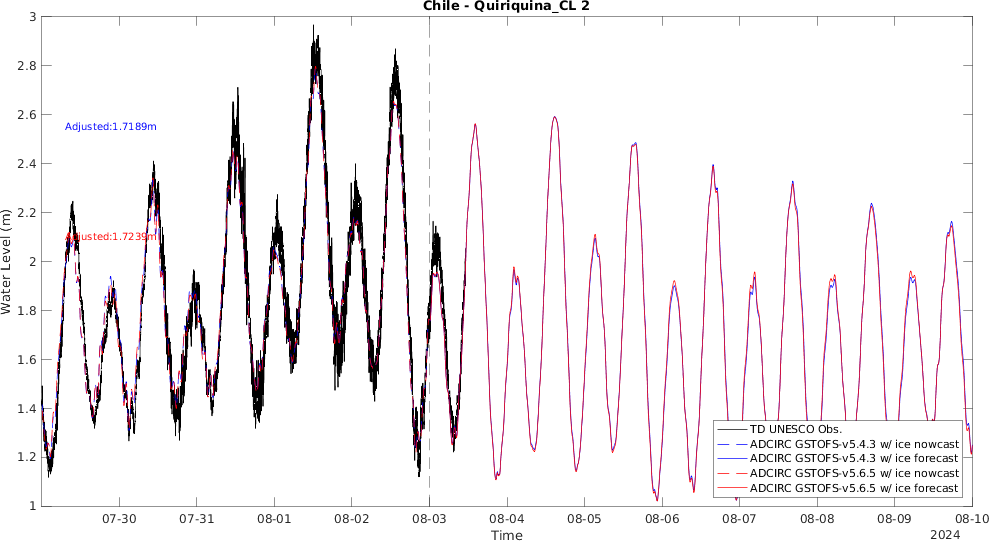 Chile - Quiriquina_CL 2
3
2.8
2.6
2.4
2.2
2
1.8
1.6
1.4
1.2
1
Water Level (m)
Adjusted:1.7189m
Adjusted:1.7239m
TD UNESCO Obs.
ADCIRC GSTOFS-v5.4.3 w/ ice nowcast
ADCIRC GSTOFS-v5.4.3 w/ ice forecast
ADCIRC GSTOFS-v5.6.5 w/ ice nowcast
ADCIRC GSTOFS-v5.6.5 w/ ice forecast
07-30 07-31 08-01 08-02 08-03 08-04 08-05 08-06 08-07 08-08 08-09 08-10
Time
2024